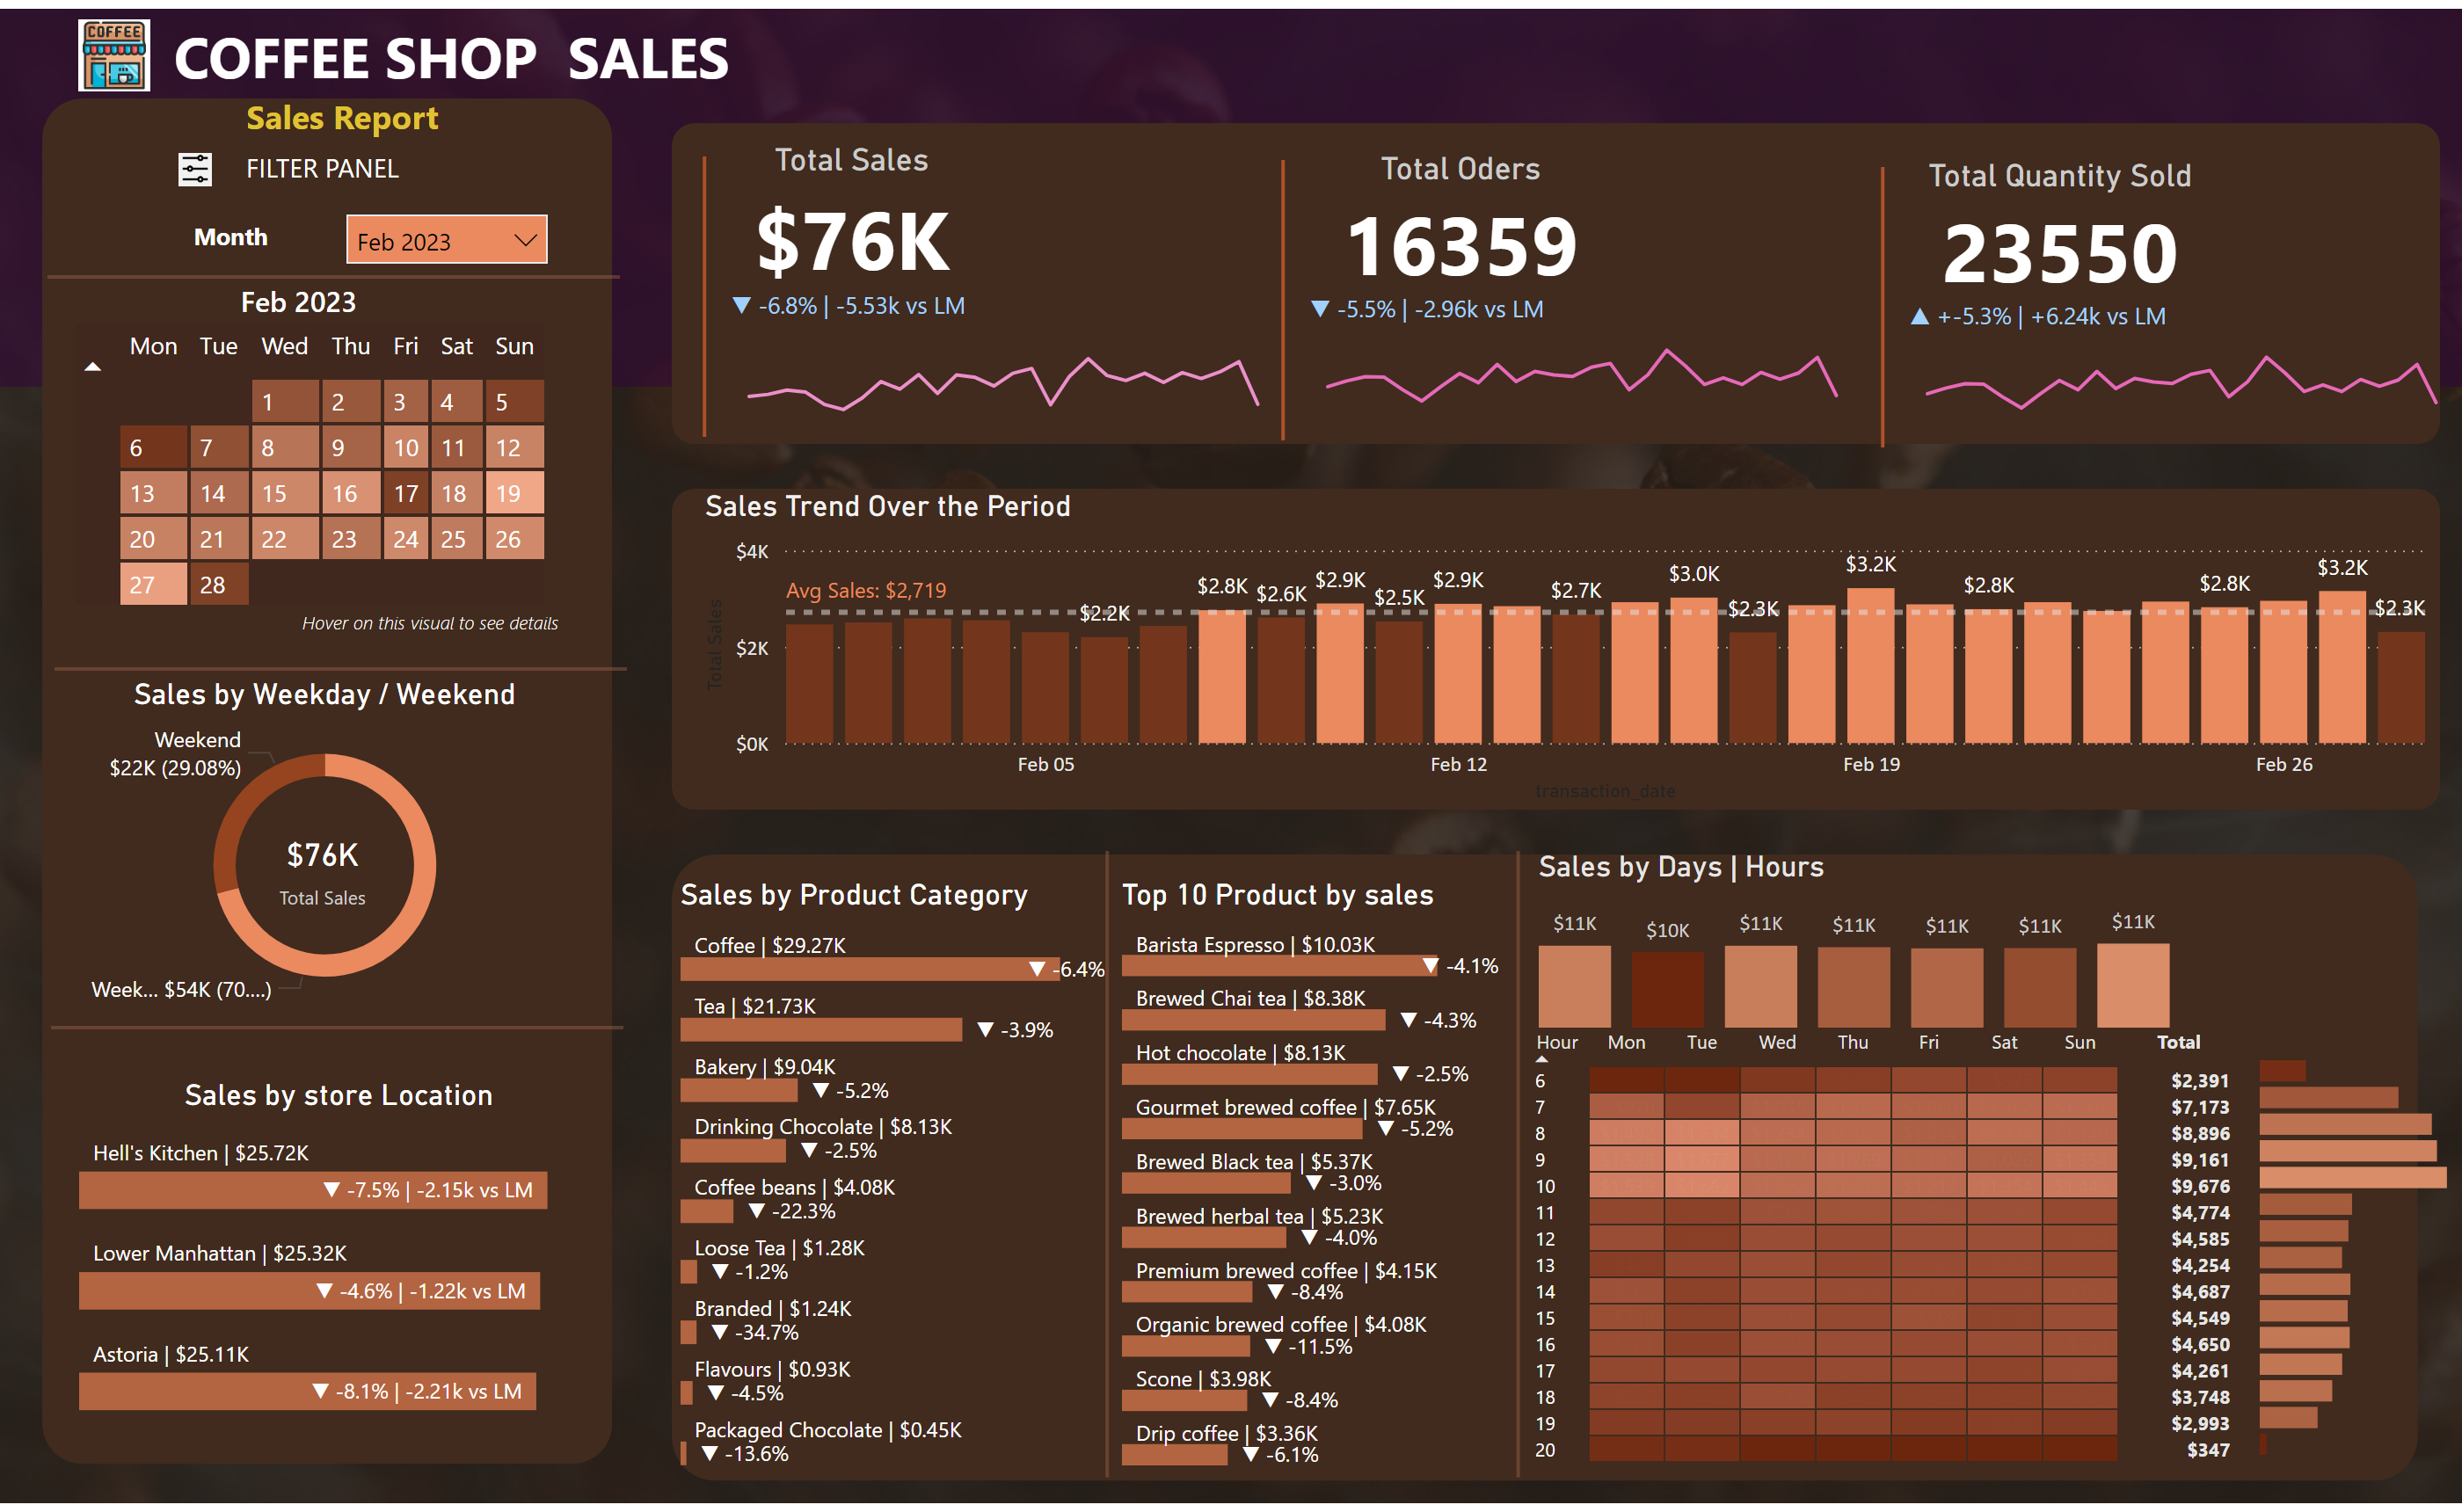 COFFEE
COFFEE SHOP  SALES
Sales Report
FILTER PANEL
Month
Feb 2023
Feb 2023
Mon Tue Wed Thu Fri Sat Sun
1 2 3 4 5
6 7 8 9 10 11 12
13 14 15 16 17 18 19
20 21 22 23 24 25 26
27 28
Hover on this visual to see details
Sales by Weekday / Weekend
Weekend
$22K (29.08%)
$76K
Total Sales
Week... $54K (70....)
Sales by store Location
Hell's Kitchen | $25.72K
▼ -7.5% | -2.15k vs LM
Lower Manhattan | $25.32K
▼ -4.6% | -1.22k vs LM
Astoria | $25.11K
▼ -8.1% | -2.21k vs LM
Total Sales
$76K
▼ -6.8% | -5.53k vs LM
Total Oders
16359
▼ -5.5% | -2.96k vs LM
Total Quantity Sold
23550
▲ +-5.3% | +6.24k vs LM
Sales Trend Over the Period
Total Sales
$4K
$2K
$0K
Avg Sales: $2,719
$2.2K $2.8K $2.6K $2.9K $2.5K $2.9K $2.7K $3.0K $2.3K $3.2K $2.8K $2.8K $3.2K $2.3K
Feb 05 Feb 12 Feb 19 Feb 26
transaction_date
Sales by Product Category
Coffee | $29.27K
▼ -6.4%
Tea | $21.73K
▼ -3.9%
Bakery | $9.04K
▼ -5.2%
Drinking Chocolate | $8.13K
▼ -2.5%
Coffee beans | $4.08K
▼ -22.3%
Loose Tea | $1.28K
▼ -1.2%
Branded | $1.24K
▼ -34.7%
Flavours | $0.93K
▼ -4.5%
Packaged Chocolate | $0.45K
▼ -13.6%
Top 10 Product by sales
Barista Espresso | $10.03K
▼ -4.1%
Brewed Chai tea | $8.38K
▼ -4.3%
Hot chocolate | $8.13K
▼ -2.5%
Gourmet brewed coffee | $7.65K
▼ -5.2%
Brewed Black tea | $5.37K
▼ -3.0%
Brewed herbal tea | $5.23K
▼ -4.0%
Premium brewed coffee | $4.15K
▼ -8.4%
Organic brewed coffee | $4.08K
▼ -11.5%
Scone | $3.98K
▼ -8.4%
Drip coffee | $3.36K
▼ -6.1%
Sales by Days | Hours
$11K $10K $11K $11K $11K $11K $11K
Hour Mon Tue Wed Thu Fri Sat Sun Total
6 $2,391
7 $7,173
8 $8,896
9 $9,161
10 $9,676
11 $4,774
12 $4,585
13 $4,254
14 $4,687
15 $4,549
16 $4,650
17 $4,261
18 $3,748
19 $2,993
20 $347